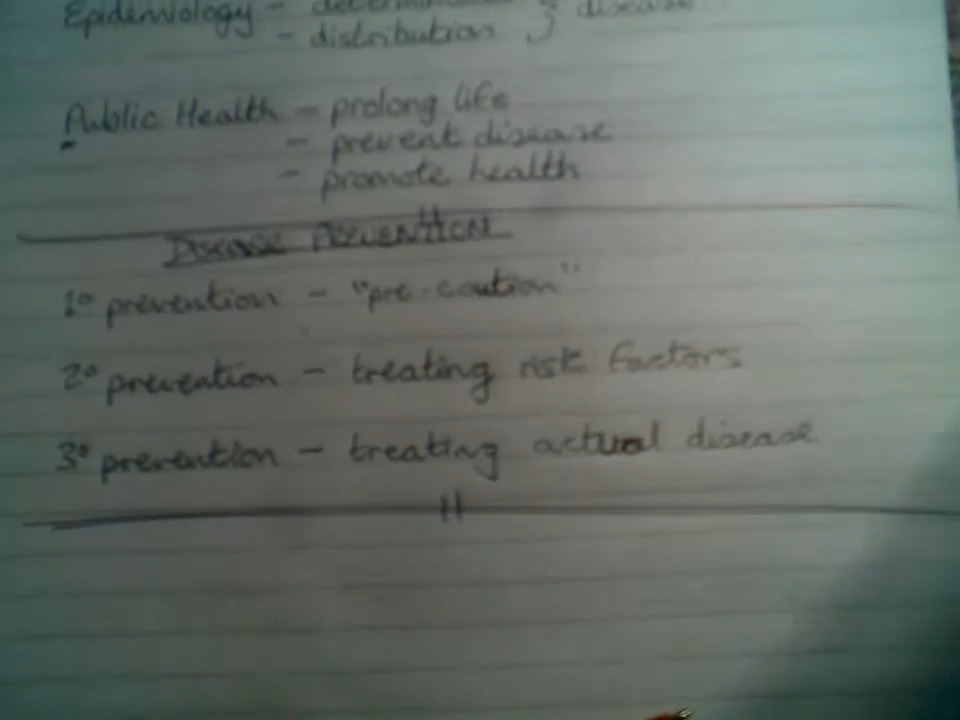 Epidemiology - disease
- distribution
Public Health - prolong life
- prevent disease
- promote health
DISEASE PREVENTION
1° prevention - "pre-caution"
2° prevention - treating risk factors
3° prevention - treating actual disease